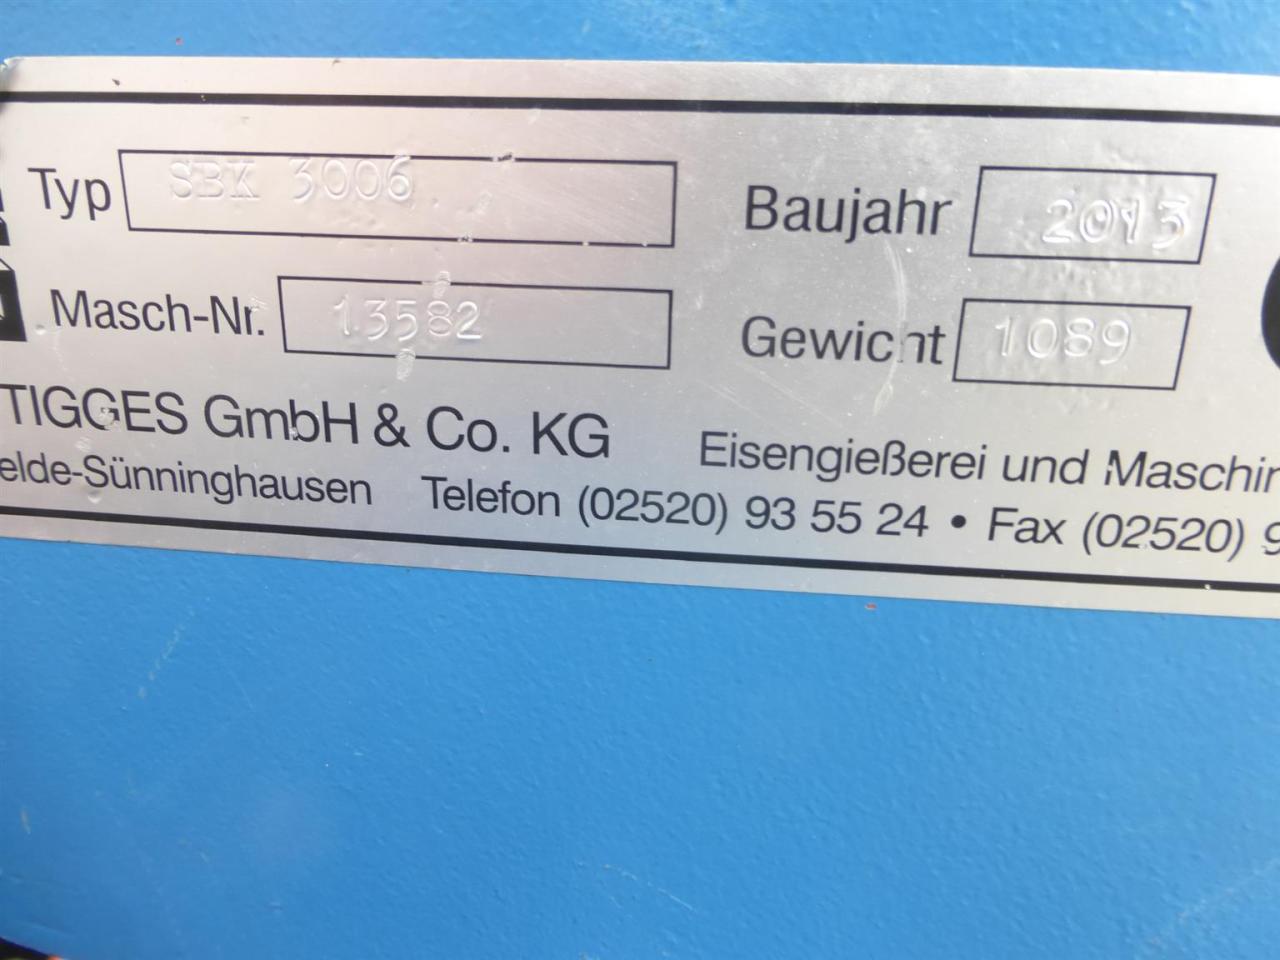 Typ SBK 3006 Baujahr 2013
Masch-Nr. 13582 Gewicht 1089
TIGGES GmbH & Co. KG Eisengießerei und Maschin
elde-Sünninghausen Telefon (02520) 93 55 24 • Fax (02520) 9